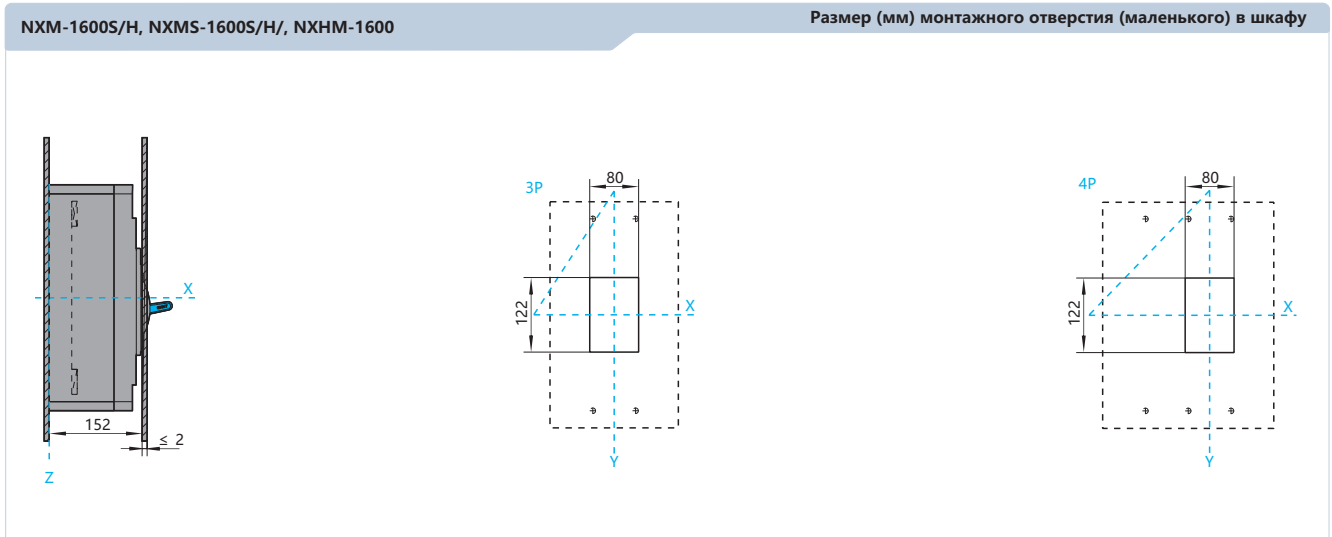 NXM-1600S/H, NXMS-1600S/H/, NXHM-1600
Размер (мм) монтажного отверстия (маленького) в шкафу
X
152
≤ 2
Z
3P
80
122
X
Y
4P
80
122
X
Y